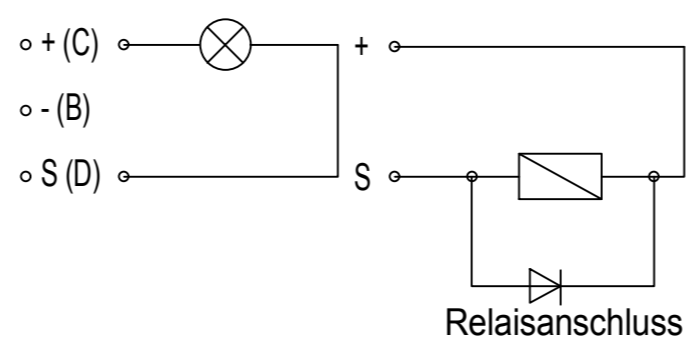 + (C)
- (B)
S (D)
+
S
Relaisanschluss